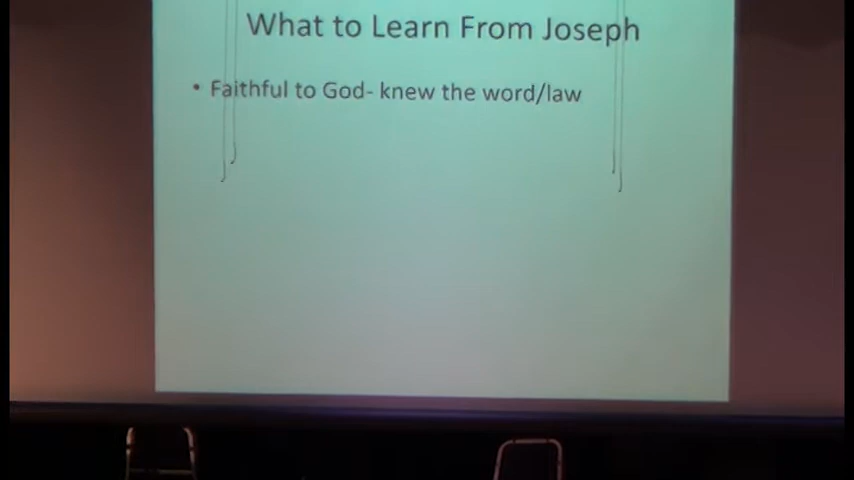 What to Learn From Joseph
• Faithful to God- knew the word/law